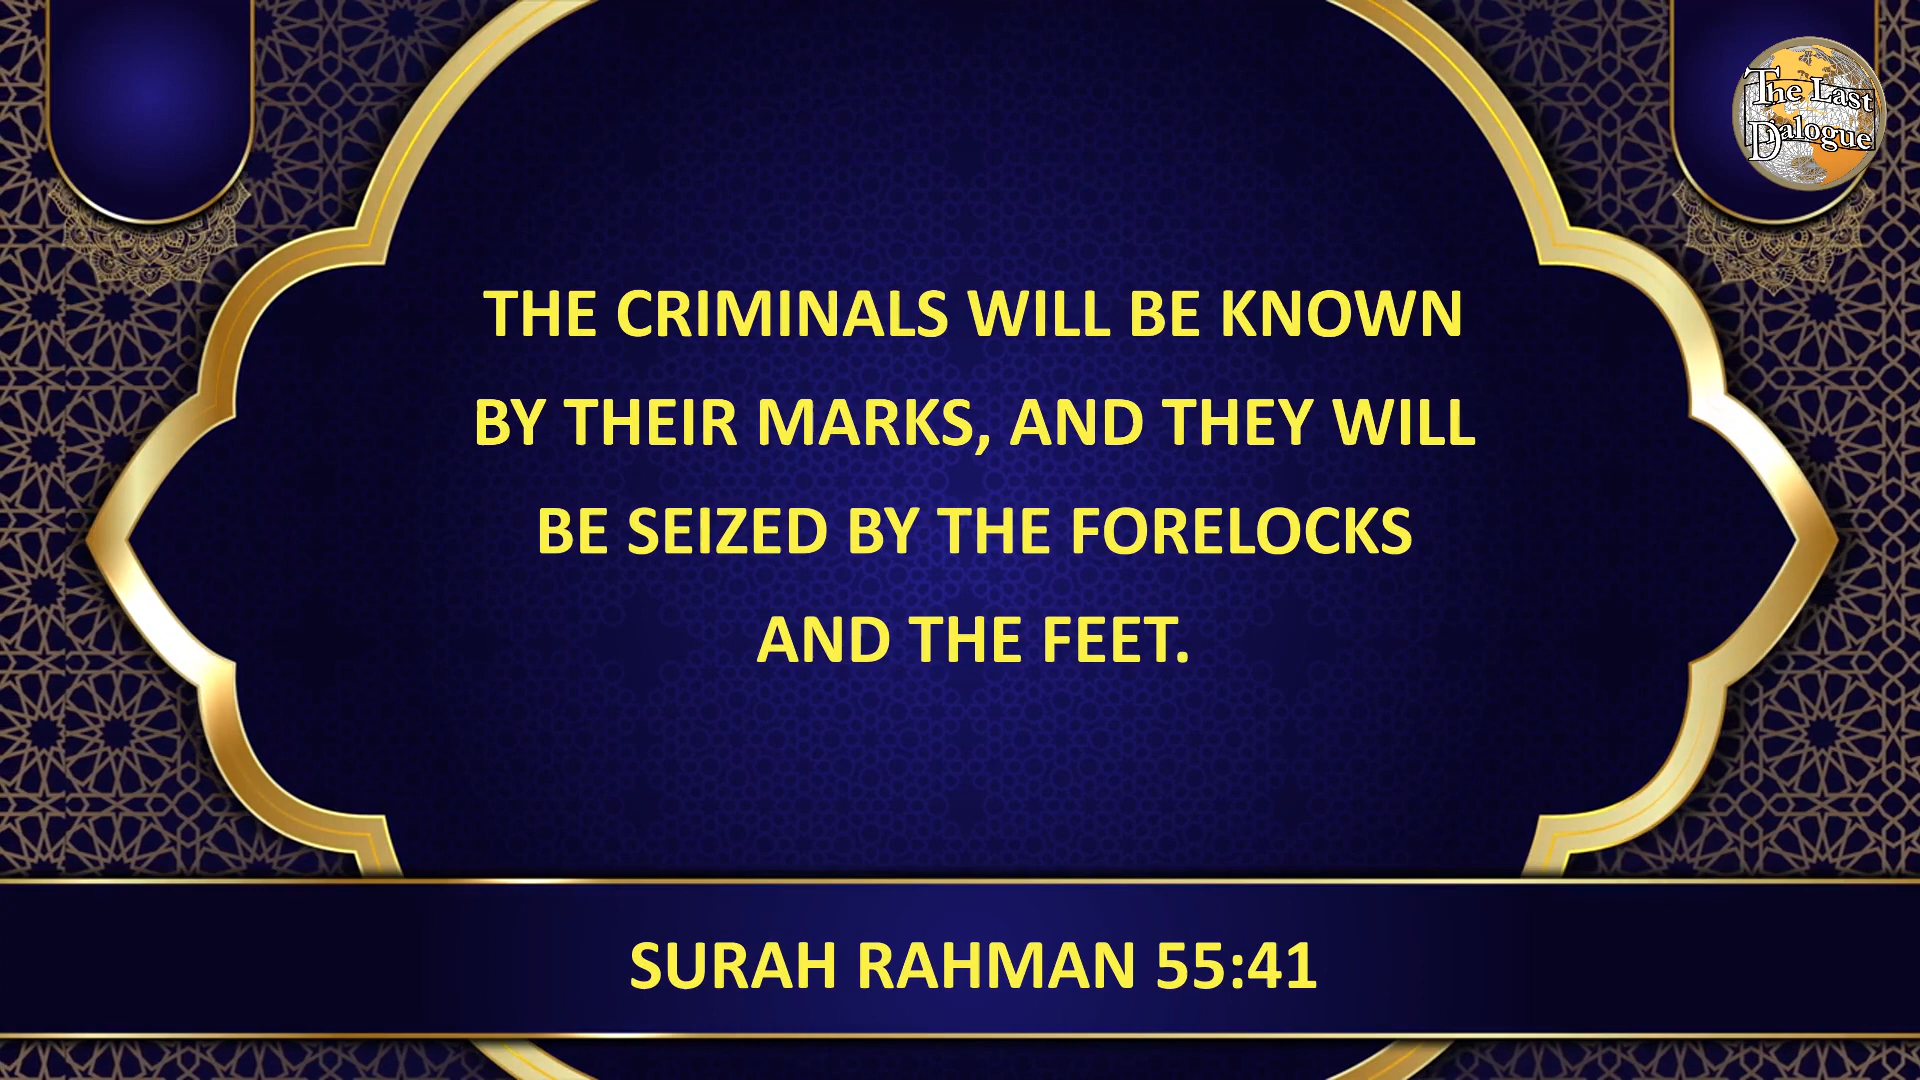 The Last
Dialogue
THE CRIMINALS WILL BE KNOWN
BY THEIR MARKS, AND THEY WILL
BE SEIZED BY THE FORELOCKS
AND THE FEET.
SURAH RAHMAN 55:41